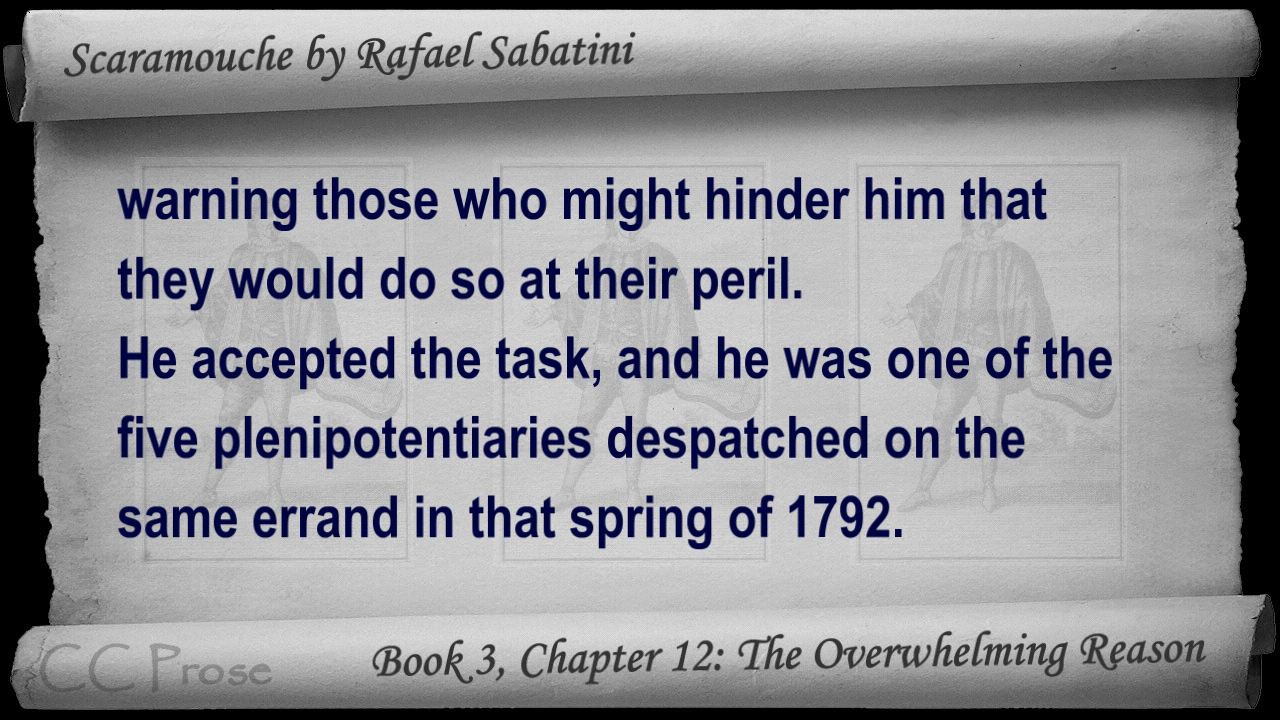 Scaramouche by Rafael Sabatini
warning those who might hinder him that
they would do so at their peril.
He accepted the task, and he was one of the
five plenipotentiaries despatched on the
same errand in that spring of 1792.
CC Prose
Book 3, Chapter 12: The Overwhelming Reason